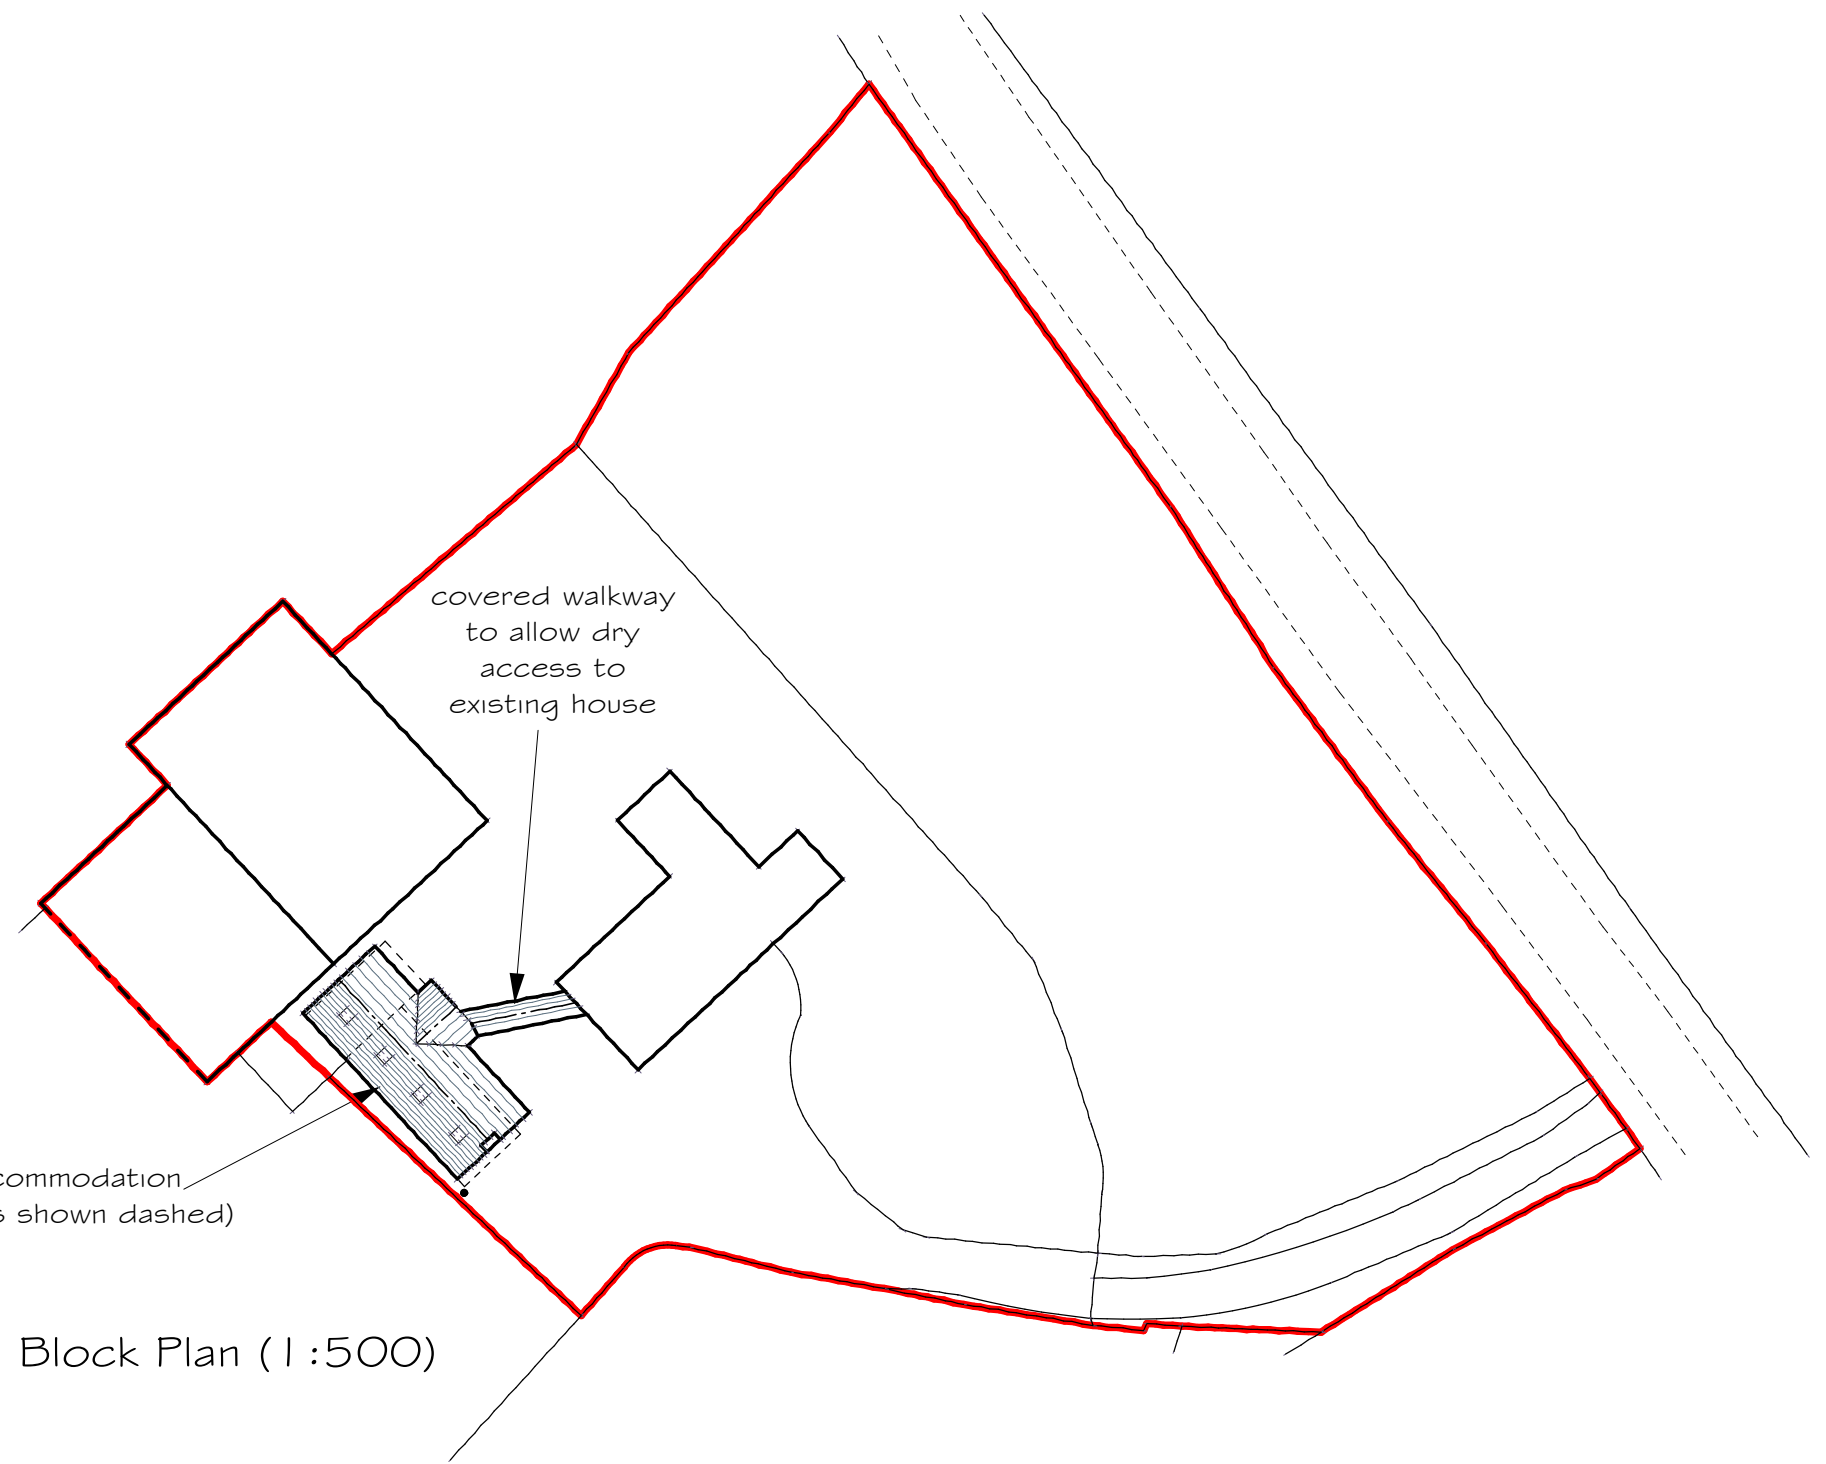 covered walkway
to allow dry
access to
existing house
commodation
s shown dashed)
Block Plan (1:500)